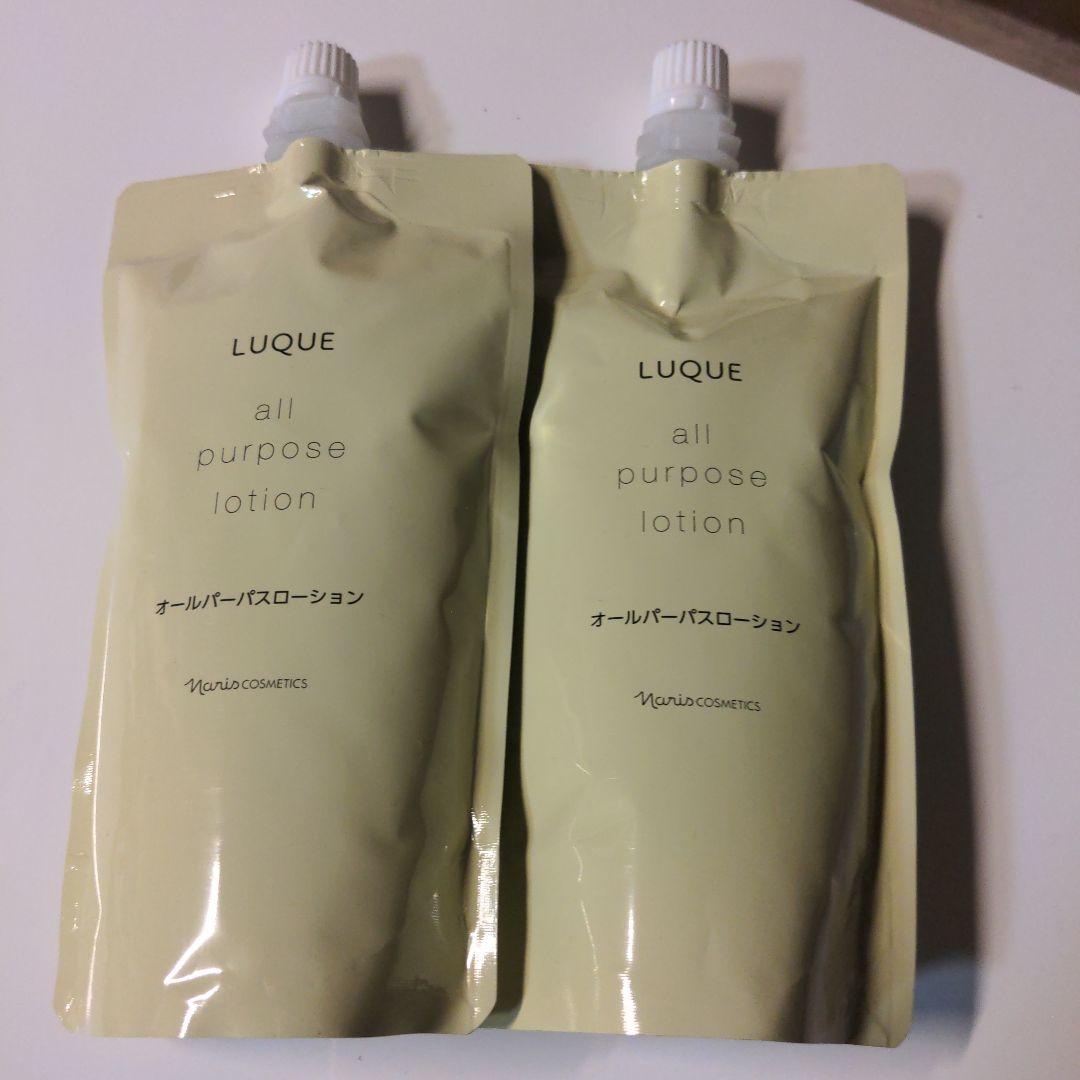 LUQUE
all
purpose
lotion
オールパーパスローション
Naris COSMETICS
LUQUE
all
purpose
lotion
オールパーパスローション
Naris COSMETICS